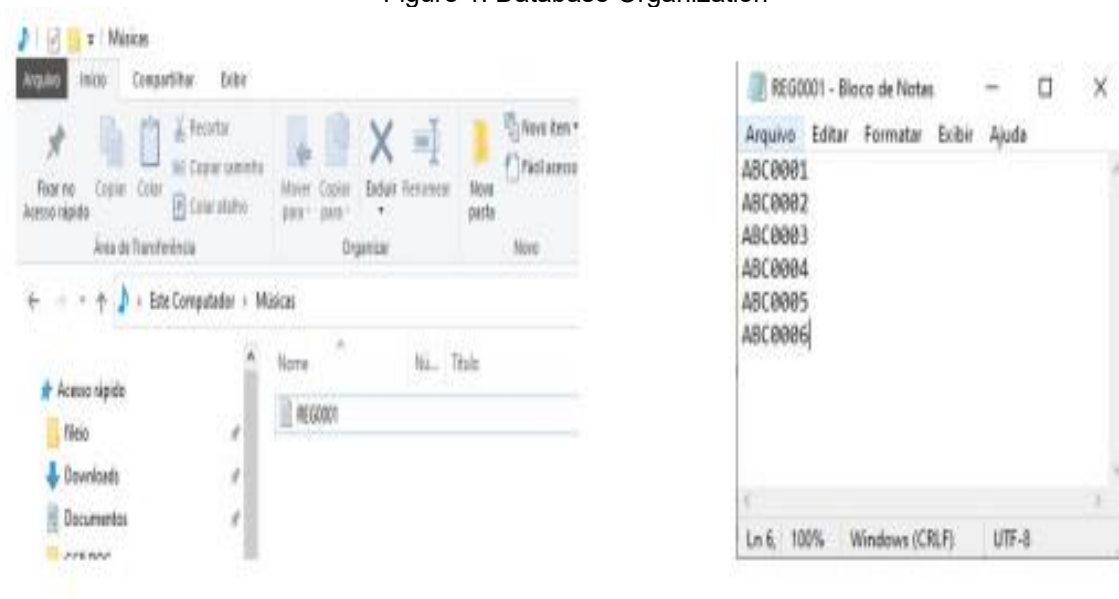 Figure 1. Database Organization
Músicas
Arquivo Início Compartilhar Exibir
Recortar
Copiar caminho
Colar atalho
Fixar no Acesso rápido
Copiar Colar
Mover para Copiar para Excluir Renomear
Nova pasta
Novo item
Fácil acesso
Área de Transferência Organizar Novo
Este Computador Músicas
Nome Nú... Título
REG0001
Acesso rápido
Downloads
Documentos
REG0001 - Bloco de Notas
Arquivo Editar Formatar Exibir Ajuda
ABC0001
ABC0002
ABC0003
ABC0004
ABC0005
ABC0006
Ln 6, 100% Windows (CRLF) UTF-8